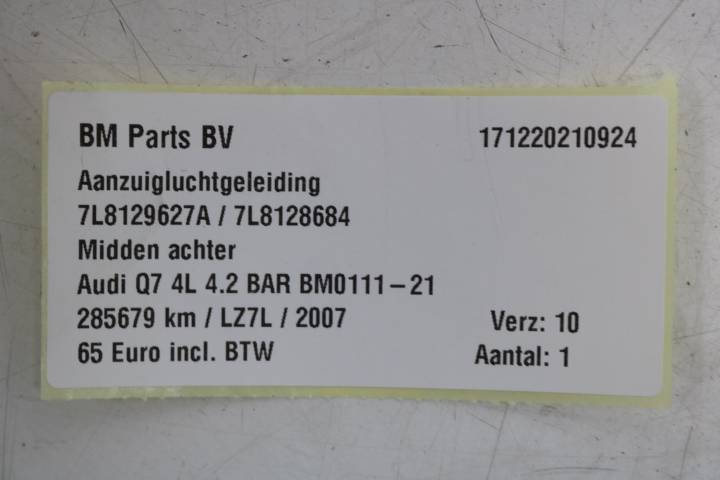 BM Parts BV 171220210924
Aanzuigluchtgeleiding
7L8129627A / 7L8128684
Midden achter
Audi Q7 4L 4.2 BAR BM0111-21
285679 km / LZ7L / 2007 Verz: 10
65 Euro incl. BTW Aantal: 1